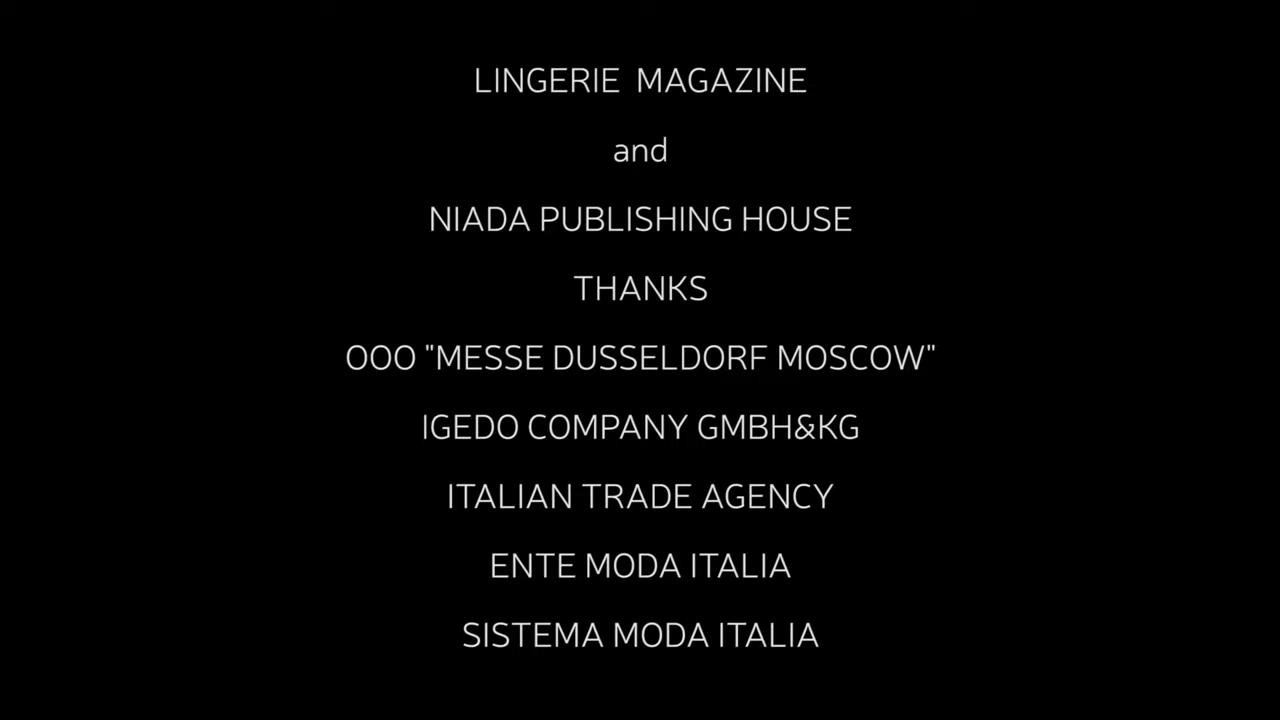 LINGERIE MAGAZINE
and
NIADA PUBLISHING HOUSE
THANKS
OOO "MESSE DUSSELDORF MOSCOW"
IGEDO COMPANY GMBH&KG
ITALIAN TRADE AGENCY
ENTE MODA ITALIA
SISTEMA MODA ITALIA